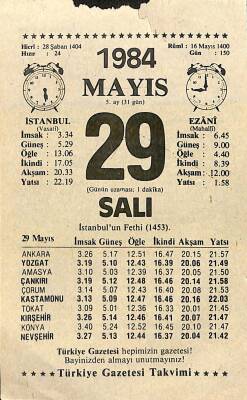 Hicrî : 28 Şaban 1404
Hızır : 24
Rûmî : 16 Mayıs 1400
Gün : 150
1984
MAYIS
5. ay (31 gün)
İSTANBUL
(Vasatî)
İmsak : 3.34
Güneş : 5.29
Öğle : 13.06
İkindi : 17.05
Akşam : 20.33
Yatsı : 22.19
29
EZÂNÎ
(Mahallî)
İmsak : 6.45
Güneş : 9.00
Öğle : 4.40
İkindi : 8.39
Akşam : 12.00
Yatsı : 1.58
(Günün uzaması: 1 dakika)
SALI
İstanbul'un Fethi (1453).
29 Mayıs İmsak Güneş Öğle İkindi Akşam Yatsı
ANKARA 3.26 5.17 12.51 16.47 20.15 21.57
YOZGAT 3.19 5.10 12.43 16.39 20.06 21.49
AMASYA 3.10 5.03 12.39 16.37 20.05 21.51
ÇANKIRI 3.19 5.12 12.48 16.46 20.14 21.58
ÇORUM 3.14 5.07 12.43 16.40 20.08 21.53
KASTAMONU 3.13 5.09 12.47 16.46 20.16 22.03
TOKAT 3.09 5.01 12.36 16.33 20.01 21.45
KIRŞEHİR 3.26 5.14 12.46 16.41 20.07 21.47
KONYA 3.40 5.24 12.52 16.45 20.10 21.47
NEVŞEHİR 3.27 5.13 12.44 16.37 20.04 21.42
Türkiye Gazetesi hepimizin gazetesi!
Bayinizden almayı unutmayınız!
★★★★ Türkiye Gazetesi Takvimi ★★★★